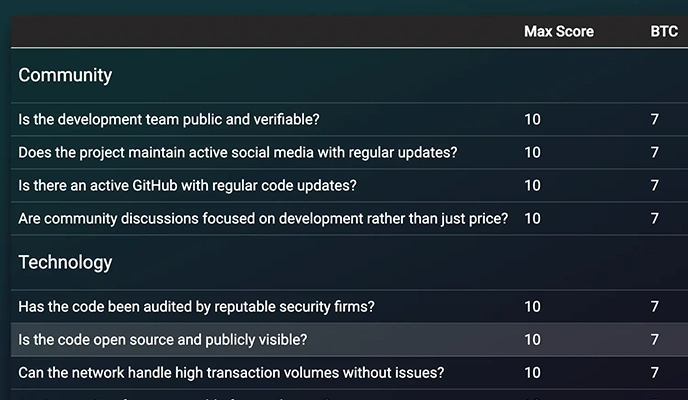 Max Score BTC
Community
Is the development team public and verifiable? 10 7
Does the project maintain active social media with regular updates? 10 7
Is there an active GitHub with regular code updates? 10 7
Are community discussions focused on development rather than just price? 10 7
Technology
Has the code been audited by reputable security firms? 10 7
Is the code open source and publicly visible? 10 7
Can the network handle high transaction volumes without issues? 10 7